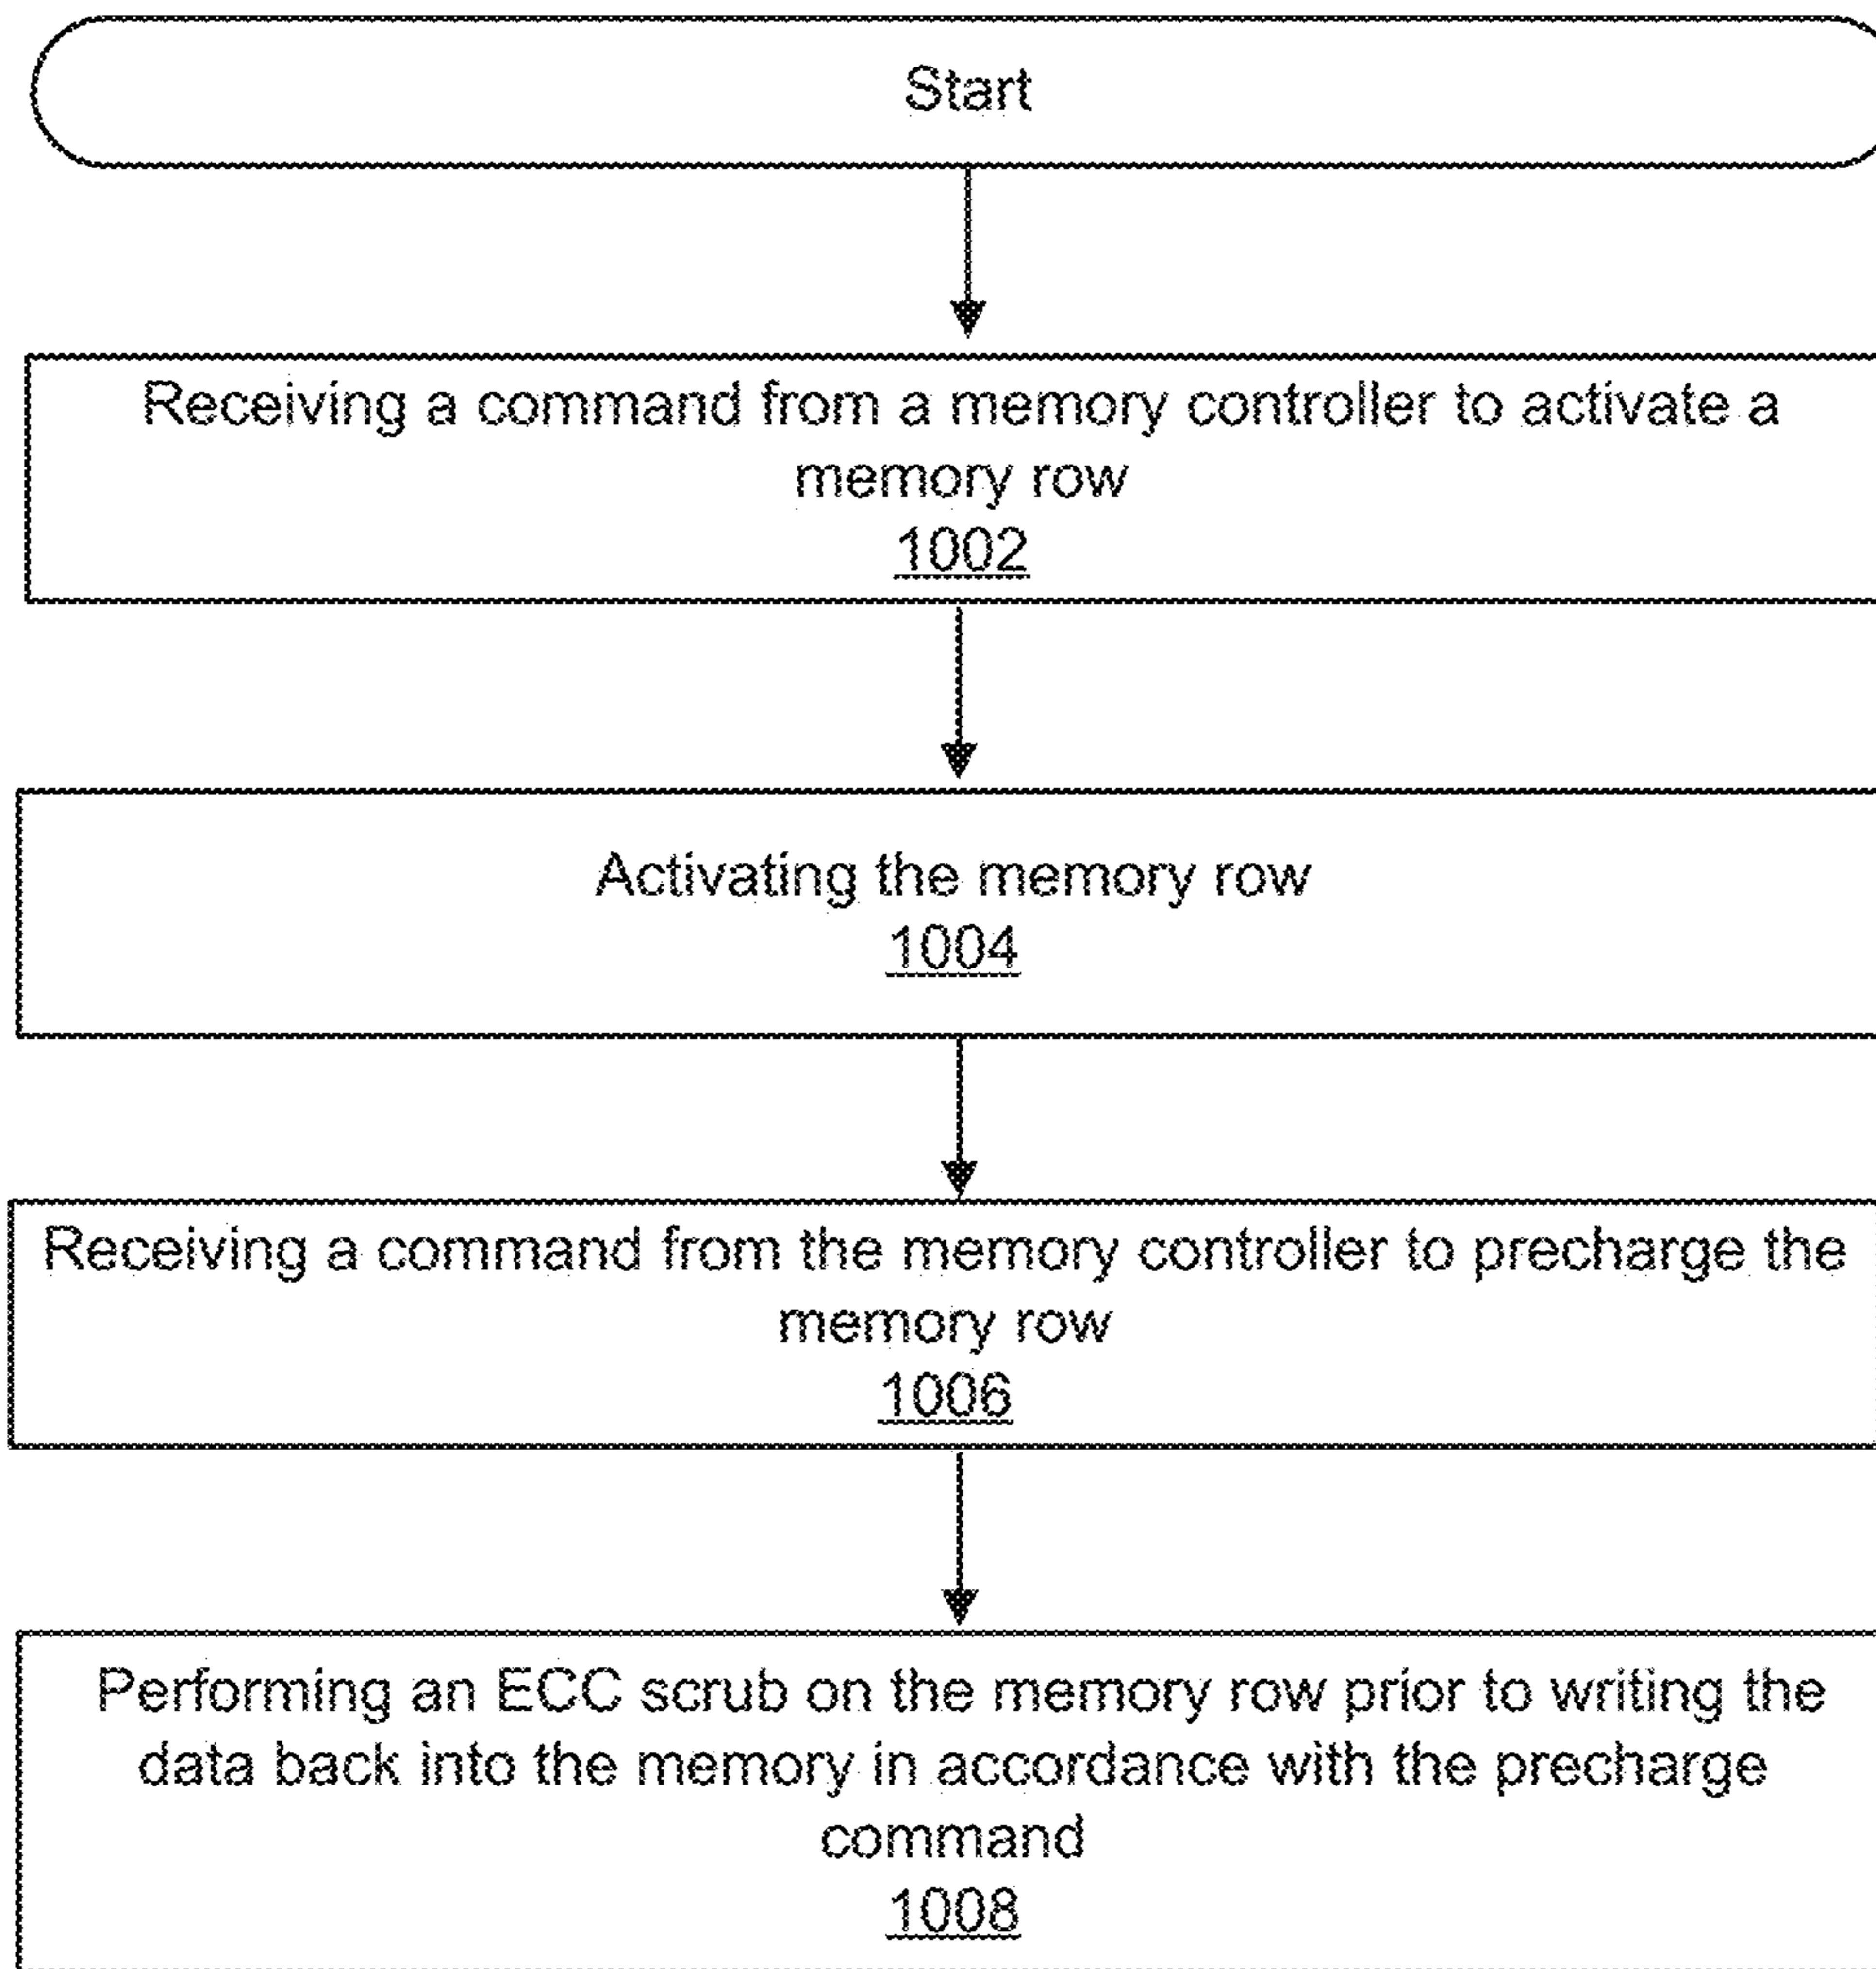 Start
Receiving a command from a memory controller to activate a
memory row
1002
Activating the memory row
1004
Receiving a command from the memory controller to precharge the
memory row
1006
Performing an ECC scrub on the memory row prior to writing the
data back into the memory in accordance with the precharge
command
1008